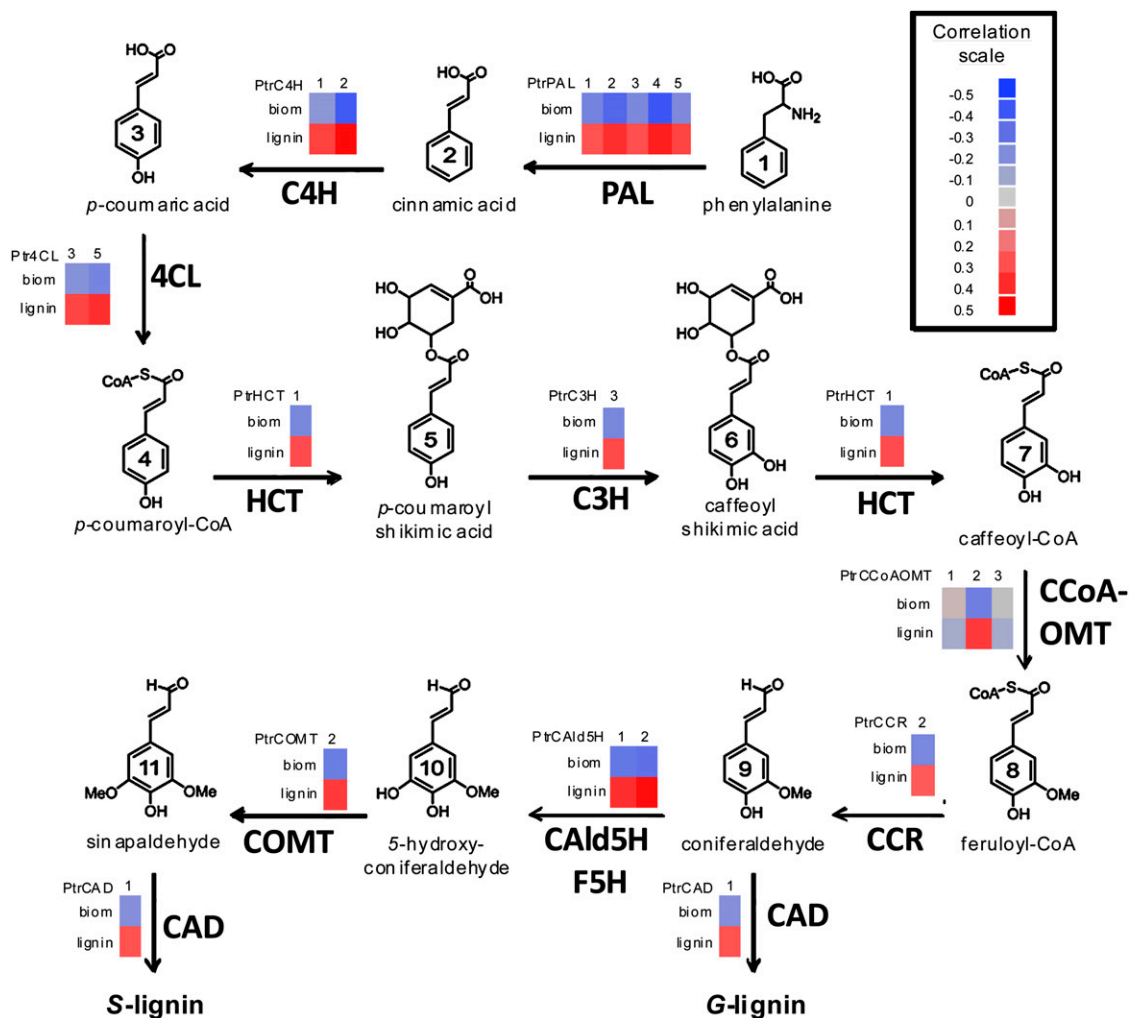 Correlation
scale
-0.5
-0.4
-0.3
-0.2
-0.1
0
0.1
0.2
0.3
0.4
0.5
HO
O
3
OH
p-coumaric acid
PtrC4H 1 2
biom
lignin
C4H
HO
O
2
cinnamic acid
PtrPAL 1 2 3 4 5
biom
lignin
PAL
HO
O
NH2
1
phenylalanine
Ptr4CL 3 5
biom
lignin
4CL
CoA S O
4
OH
p-coumaroyl-CoA
PtrHCT 1
biom
lignin
HCT
HO
O
OH
HO
O
O
5
OH
p-coumaroyl
shikimic acid
PtrC3H 3
biom
lignin
C3H
HO
O
OH
HO
O
O
6
OH
OH
caffeoyl
shikimic acid
PtrHCT 1
biom
lignin
HCT
CoA S O
7
OH
OH
caffeoyl-CoA
PtrCCoAOMT 1 2 3
biom
lignin
CCoA-
OMT
CoA S O
8
OMe
OH
feruloyl-CoA
PtrCCR 2
biom
lignin
CCR
H O
9
OMe
OH
coniferaldehyde
PtrCAld5H 1 2
biom
lignin
CAld5H
F5H
H O
10
HO
OMe
OH
5-hydroxy-
coniferaldehyde
PtrCOMT 2
biom
lignin
COMT
H O
11
MeO
OMe
OH
sinapaldehyde
PtrCAD 1
biom
lignin
CAD
S-lignin
PtrCAD 1
biom
lignin
CAD
G-lignin